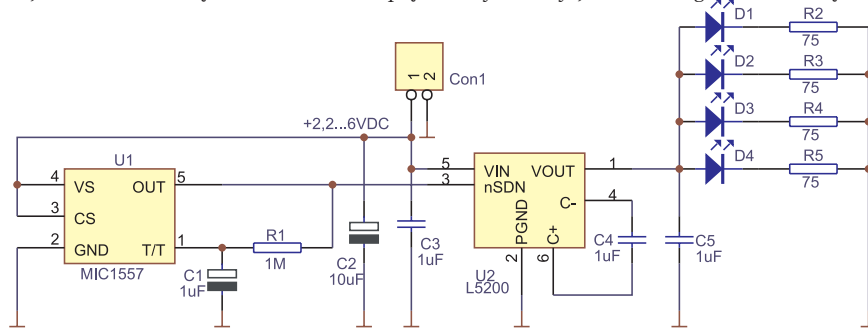 D1
R2
75
D2
R3
75
D3
R4
75
D4
R5
75
1
2
Con1
+2,2...6VDC
U1
4
VS
OUT
5
3
CS
2
GND
T/T
1
MIC1557
R1
1M
C1
1uF
C2
10uF
C3
1uF
5
VIN
VOUT
1
3
nSDN
C-
4
PGND
C+
2
6
U2
L5200
C4
1uF
C5
1uF